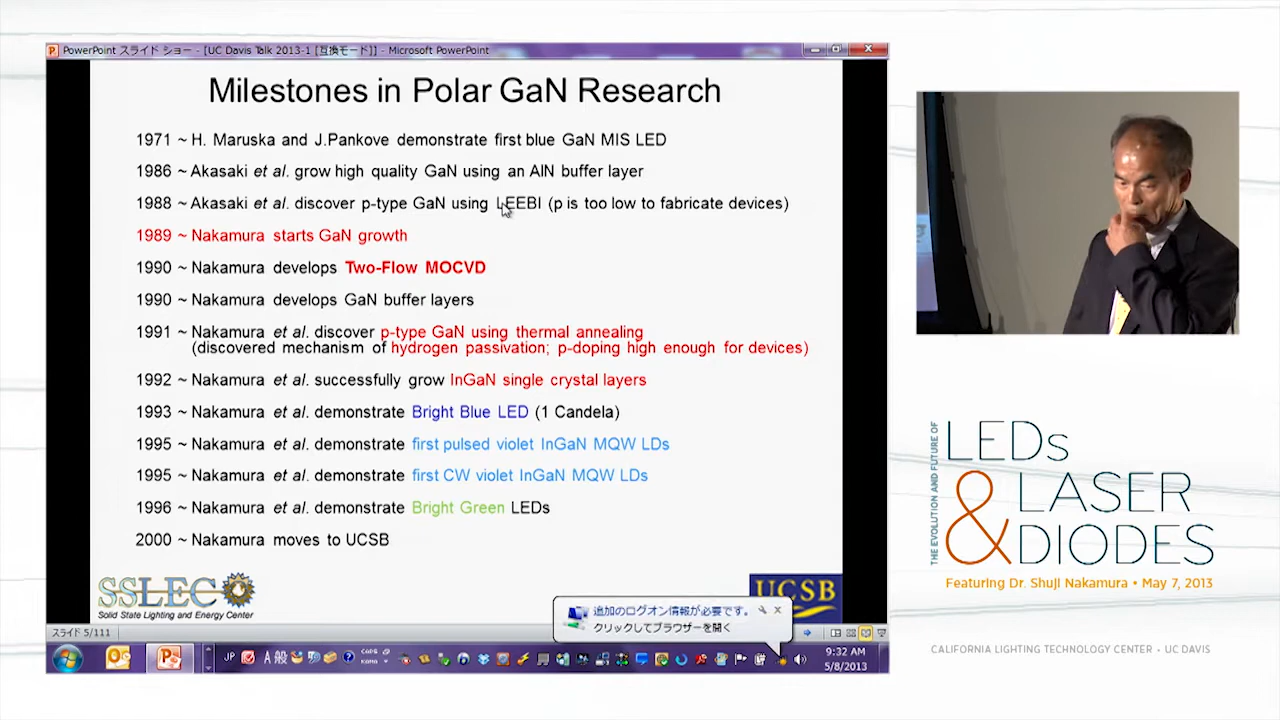 PowerPoint スライド ショー - [UC Davis Talk 2013-1 [互換モード]] - Microsoft PowerPoint
Milestones in Polar GaN Research
1971 ~ H. Maruska and J.Pankove demonstrate first blue GaN MIS LED
1986 ~ Akasaki et al. grow high quality GaN using an AlN buffer layer
1988 ~ Akasaki et al. discover p-type GaN using LEEBI (p is too low to fabricate devices)
1989 ~ Nakamura starts GaN growth
1990 ~ Nakamura develops Two-Flow MOCVD
1990 ~ Nakamura develops GaN buffer layers
1991 ~ Nakamura et al. discover p-type GaN using thermal annealing
(discovered mechanism of hydrogen passivation; p-doping high enough for devices)
1992 ~ Nakamura et al. successfully grow InGaN single crystal layers
1993 ~ Nakamura et al. demonstrate Bright Blue LED (1 Candela)
1995 ~ Nakamura et al. demonstrate first pulsed violet InGaN MQW LDs
1995 ~ Nakamura et al. demonstrate first CW violet InGaN MQW LDs
1996 ~ Nakamura et al. demonstrate Bright Green LEDs
2000 ~ Nakamura moves to UCSB
SSLEC
Solid State Lighting and Energy Center
UCSB
追加のログオン情報が必要です。
クリックしてブラウザーを開く
スライド 5/111
JP A 般 CAPS KANA
9:32 AM
5/8/2013
THE EVOLUTION AND FUTURE OF
LEDs
& LASER
DIODES
Featuring Dr. Shuji Nakamura • May 7, 2013
CALIFORNIA LIGHTING TECHNOLOGY CENTER • UC DAVIS